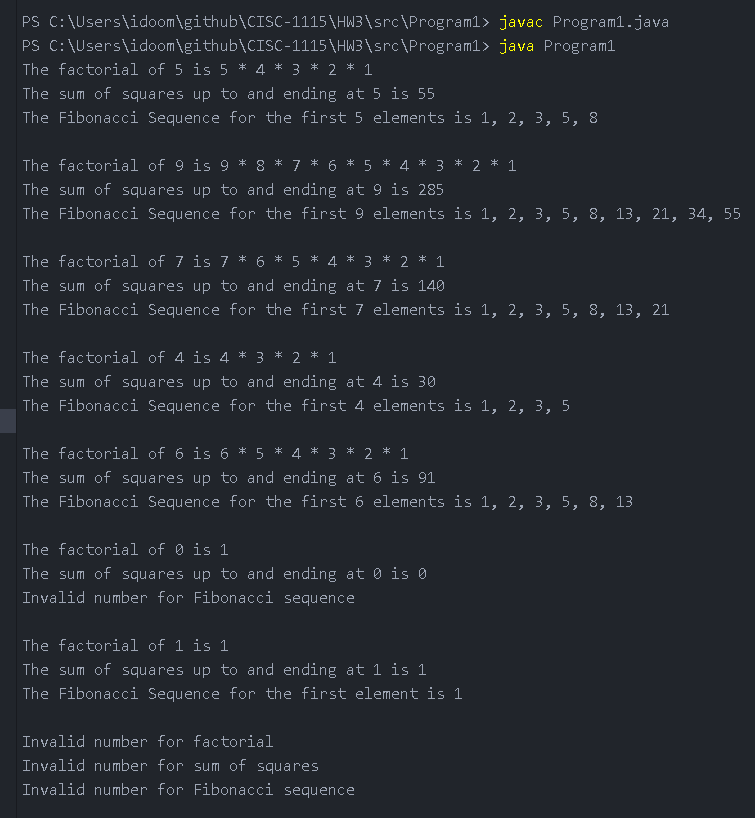 PS C:\Users\idoom\github\CISC-1115\HW3\src\Program1> javac Program1.java
PS C:\Users\idoom\github\CISC-1115\HW3\src\Program1> java Program1
The factorial of 5 is 5 * 4 * 3 * 2 * 1
The sum of squares up to and ending at 5 is 55
The Fibonacci Sequence for the first 5 elements is 1, 2, 3, 5, 8
The factorial of 9 is 9 * 8 * 7 * 6 * 5 * 4 * 3 * 2 * 1
The sum of squares up to and ending at 9 is 285
The Fibonacci Sequence for the first 9 elements is 1, 2, 3, 5, 8, 13, 21, 34, 55
The factorial of 7 is 7 * 6 * 5 * 4 * 3 * 2 * 1
The sum of squares up to and ending at 7 is 140
The Fibonacci Sequence for the first 7 elements is 1, 2, 3, 5, 8, 13, 21
The factorial of 4 is 4 * 3 * 2 * 1
The sum of squares up to and ending at 4 is 30
The Fibonacci Sequence for the first 4 elements is 1, 2, 3, 5
The factorial of 6 is 6 * 5 * 4 * 3 * 2 * 1
The sum of squares up to and ending at 6 is 91
The Fibonacci Sequence for the first 6 elements is 1, 2, 3, 5, 8, 13
The factorial of 0 is 1
The sum of squares up to and ending at 0 is 0
Invalid number for Fibonacci sequence
The factorial of 1 is 1
The sum of squares up to and ending at 1 is 1
The Fibonacci Sequence for the first element is 1
Invalid number for factorial
Invalid number for sum of squares
Invalid number for Fibonacci sequence